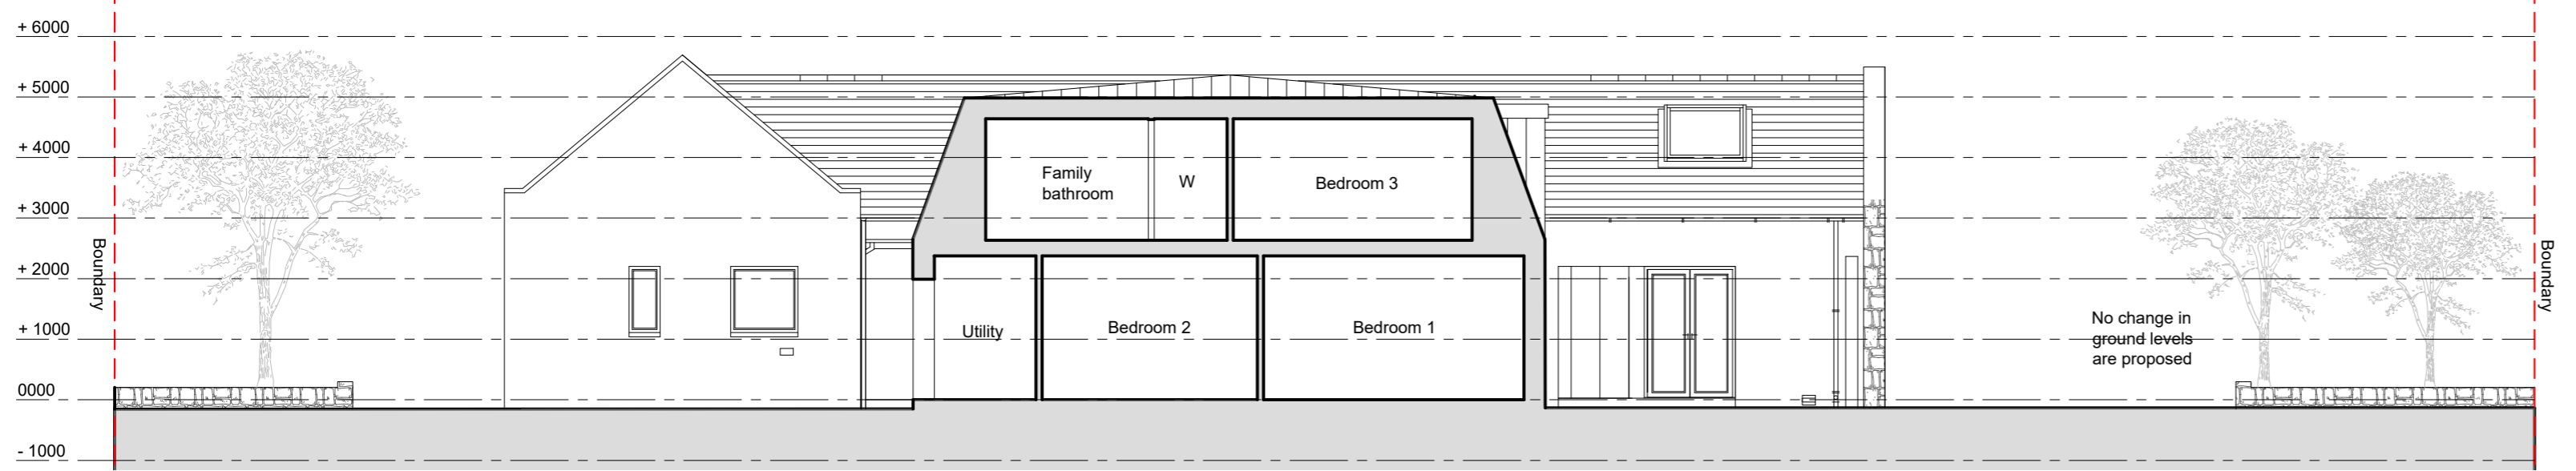 + 6000
+ 5000
+ 4000
+ 3000
+ 2000
+ 1000
0000
- 1000
Boundary
Family
bathroom
W
Bedroom 3
Utility
Bedroom 2
Bedroom 1
No change in
ground levels
are proposed
Boundary